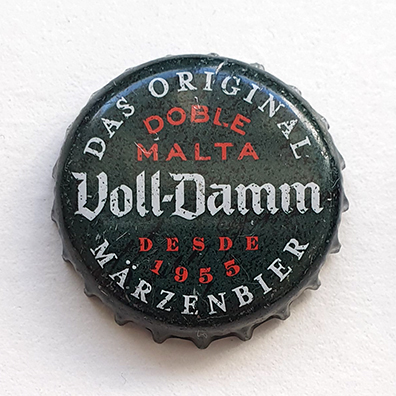 DAS ORIGINAL
DOBLE
MALTA
Voll-Damm
DESDE
1955
MÄRZENBIER